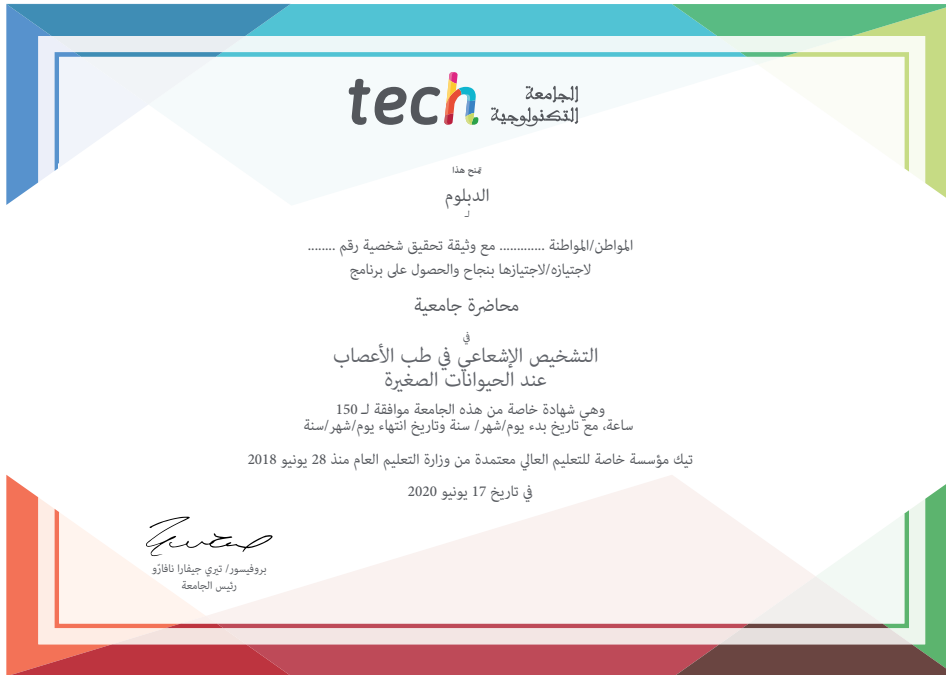 tech الجامعة
التكنولوجية
تمنح هذا
الدبلوم
لـ
المواطن/المواطنة ............. مع وثيقة تحقيق شخصية رقم ........
لاجتيازه/لاجتيازها بنجاح والحصول على برنامج
محاضرة جامعية
في
التشخيص الإشعاعي في طب الأعصاب
عند الحيوانات الصغيرة
وهي شهادة خاصة من هذه الجامعة موافقة لـ 150
ساعة، مع تاريخ بدء يوم/شهر/ سنة وتاريخ انتهاء يوم/شهر/سنة
تيك مؤسسة خاصة للتعليم العالي معتمدة من وزارة التعليم العام منذ 28 يونيو 2018
في تاريخ 17 يونيو 2020
بروفيسور/ تيري جيفارا نافارّو
رئيس الجامعة